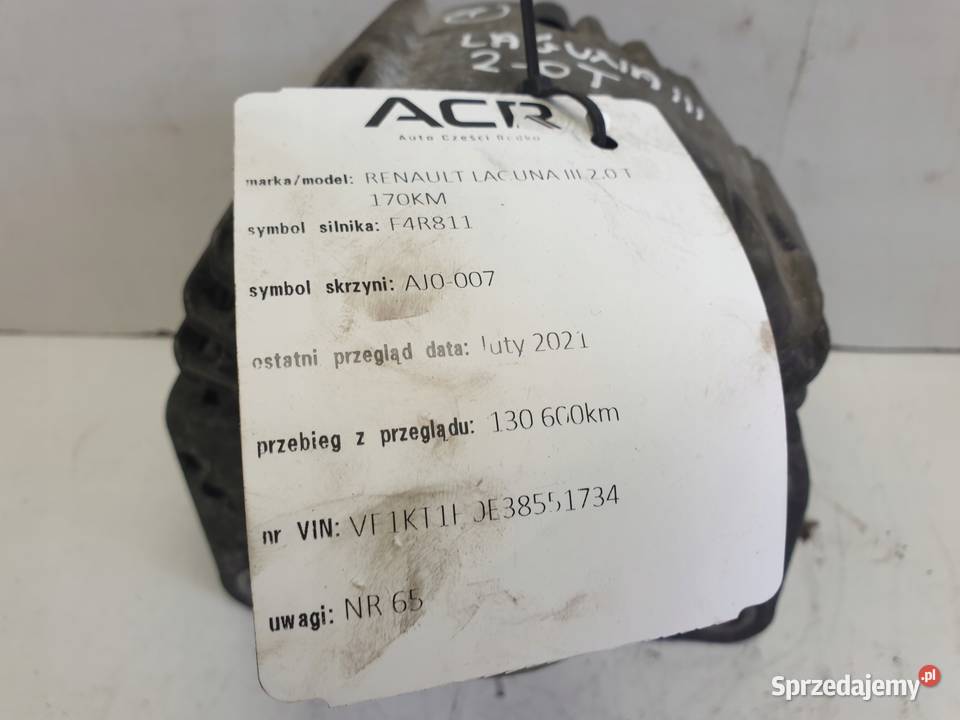 LAGUNA III
2.0T
ACR
Auto Części Rudko
marka/model: RENAULT LAGUNA III 2.0 T
170KM
symbol silnika: F4R811
symbol skrzyni: AJ0-007
ostatni przegląd data: luty 2021
przebieg z przeglądu: 130 600km
nr VIN:
uwagi: NR 65
Sprzedajemy.pl